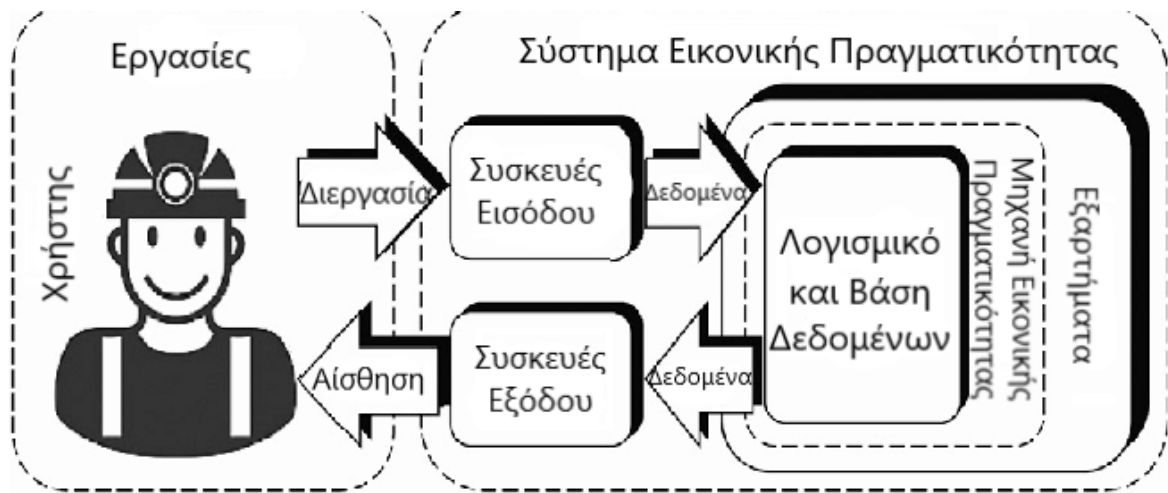 Εργασίες
Χρήστης
Σύστημα Εικονικής Πραγματικότητας
Διεργασία
Συσκευές
Εισόδου
Δεδομένα
Λογισμικό
και Βάση
Δεδομένων
Μηχανή Εικονικής
Πραγματικότητας
Εξαρτήματα
Αίσθηση
Συσκευές
Εξόδου
Δεδομένα